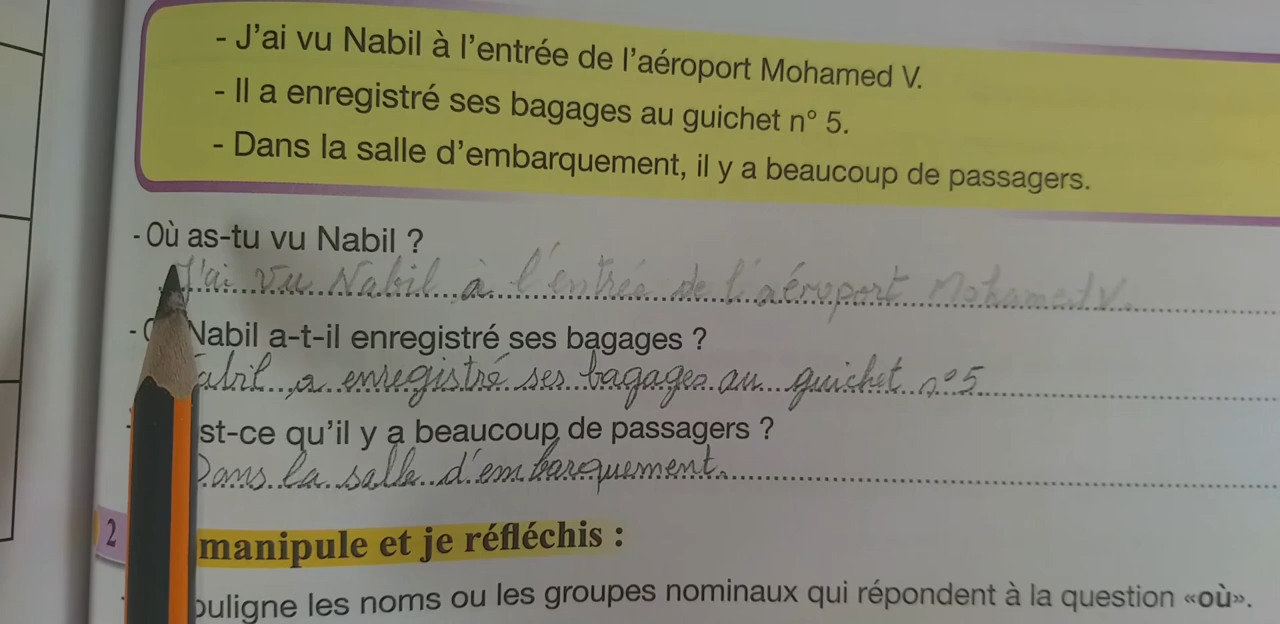 - J'ai vu Nabil à l'entrée de l'aéroport Mohamed V.
- Il a enregistré ses bagages au guichet n° 5.
- Dans la salle d'embarquement, il y a beaucoup de passagers.
- Où as-tu vu Nabil ?
J'ai vu Nabil à l'entrée de l'aéroport Mohamed V.
- Nabil a-t-il enregistré ses bagages ?
abil a enregistré ses bagages au guichet n° 5
st-ce qu'il y a beaucoup de passagers ?
Dans la salle d'embarquement.
2 manipule et je réfléchis :
ouligne les noms ou les groupes nominaux qui répondent à la question «où».